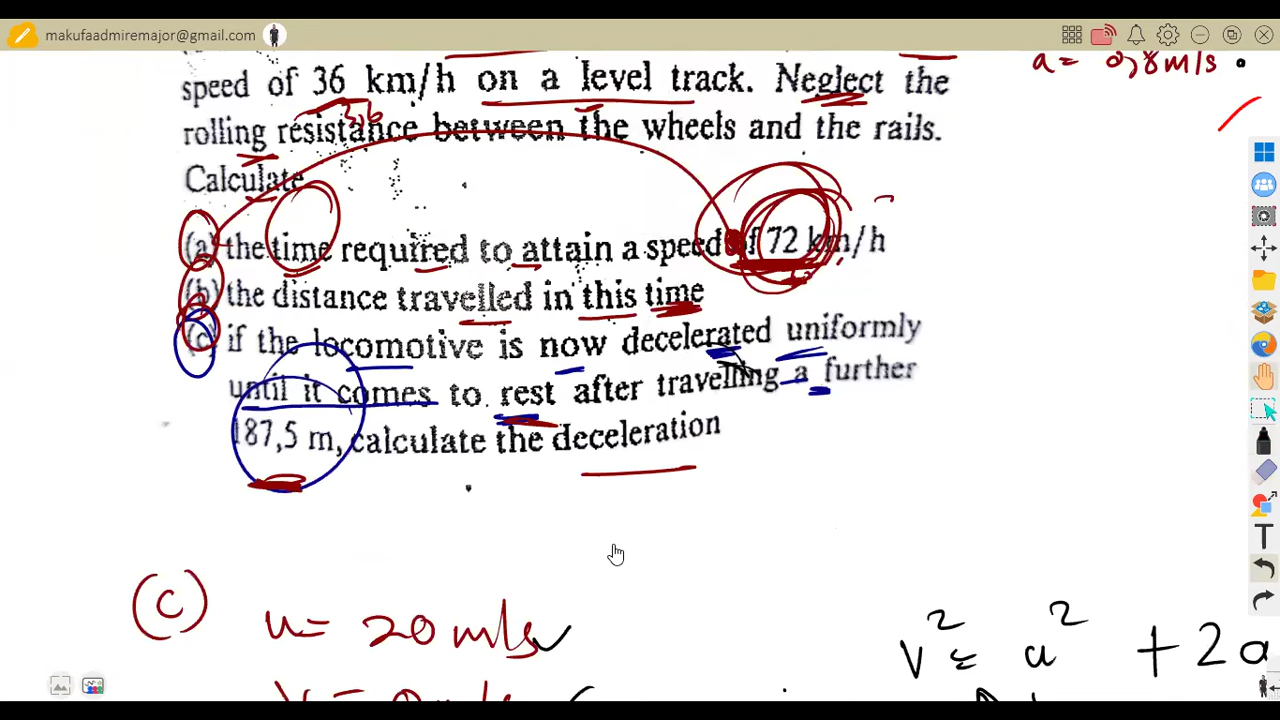 makufaadmiremajor@gmail.com
a = 0,8 m/s
speed of 36 km/h on a level track. Neglect the
3,6
rolling resistance between the wheels and the rails.
Calculate
(a) the time required to attain a speed of 72 km/h
(b) the distance travelled in this time
(c) if the locomotive is now decelerated uniformly
until it comes to rest after travelling a further
187,5 m, calculate the deceleration
(c) u = 20 m/s
v² = u² + 2a